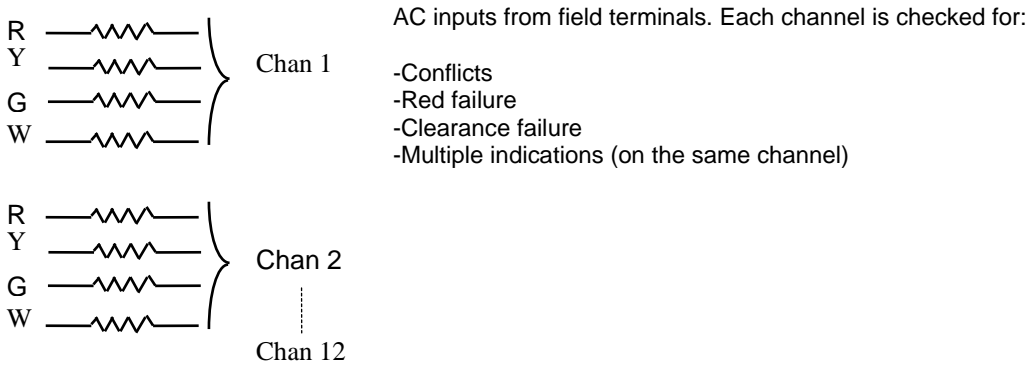 AC inputs from field terminals. Each channel is checked for:
-Conflicts
-Red failure
-Clearance failure
-Multiple indications (on the same channel)
R
Y
G
W
Chan 1
R
Y
G
W
Chan 2
Chan 12